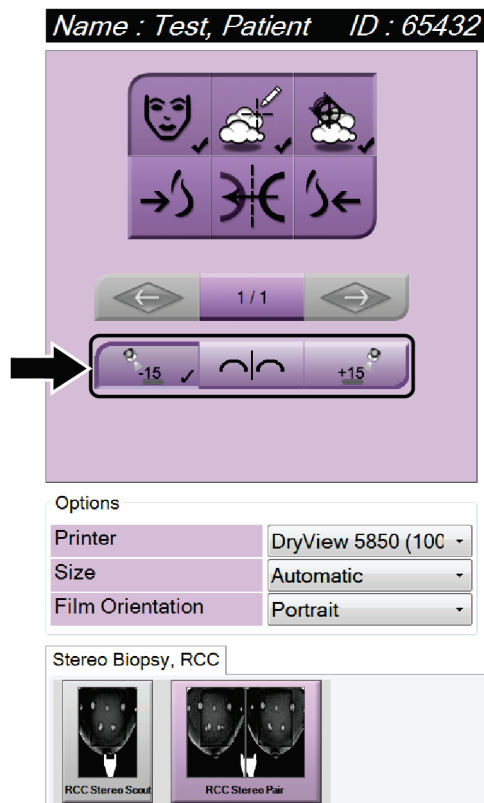 Name : Test, Patient ID : 65432
1 / 1
-15 +15
Options
Printer DryView 5850 (100
Size Automatic
Film Orientation Portrait
Stereo Biopsy, RCC
RCC Stereo Scout RCC Stereo Pair